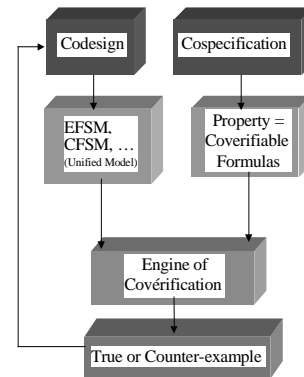 Codesign
Cospecification
EFSM,
CFSM, …
(Unified Model)
Property =
Coverifiable
Formulas
Engine of
Covérification
True or Counter-example